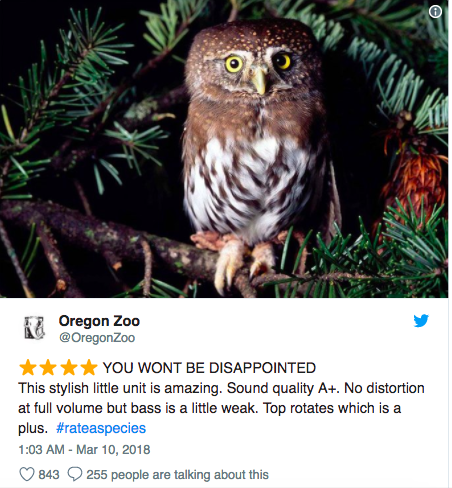 Oregon Zoo
@OregonZoo
⭐⭐⭐⭐ YOU WONT BE DISAPPOINTED
This stylish little unit is amazing. Sound quality A+. No distortion
at full volume but bass is a little weak. Top rotates which is a
plus. #rateaspecies
1:03 AM - Mar 10, 2018
843 255 people are talking about this